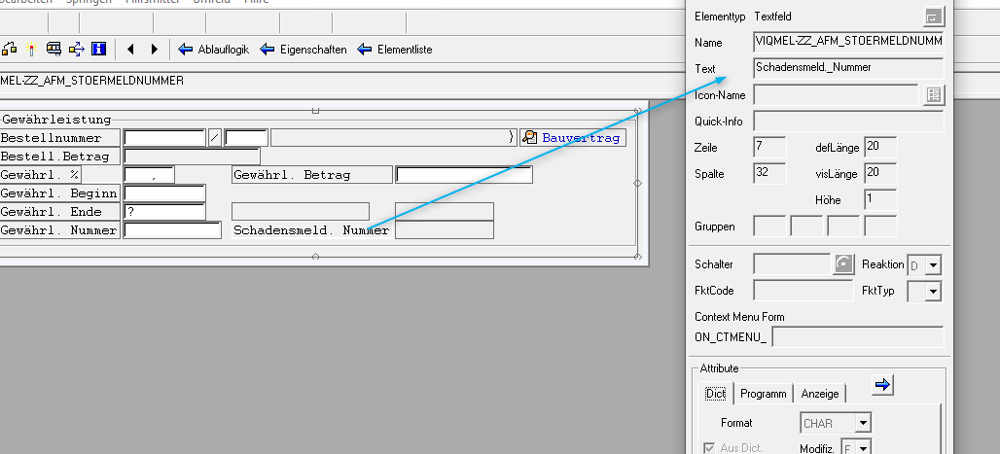 Bearbeiten Springen Hilfsmittel Umfeld Hilfe
Ablauflogik Eigenschaften Elementliste
MEL-ZZ_AFM_STOERMELDNUMMER
Gewährleistung
Bestellnummer / } Bauvertrag
Bestell.Betrag
Gewährl. % , Gewährl. Betrag
Gewährl. Beginn
Gewährl. Ende ?
Gewährl. Nummer Schadensmeld. Nummer
Elementtyp Textfeld
Name VIQMEL-ZZ_AFM_STOERMELDNUMM
Text Schadensmeld._Nummer
Icon-Name
Quick-Info
Zeile 7 defLänge 20
Spalte 32 visLänge 20
Höhe 1
Gruppen
Schalter Reaktion D
FktCode FktTyp
Context Menu Form
ON_CTMENU_
Attribute
Dict Programm Anzeige
Format CHAR
Aus Dict. Modifiz. F